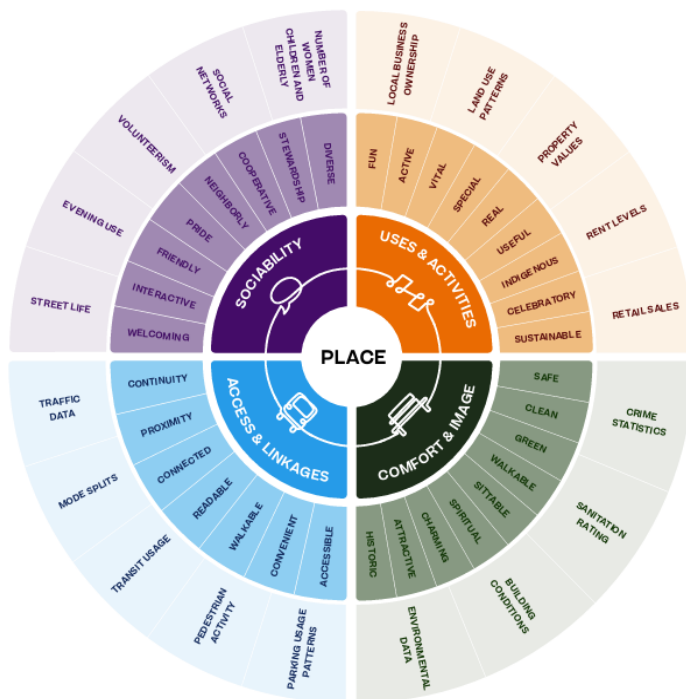 PLACE
SOCIABILITY
USES & ACTIVITIES
ACCESS & LINKAGES
COMFORT & IMAGE
WELCOMING
INTERACTIVE
FRIENDLY
PRIDE
NEIGHBORLY
COOPERATIVE
STEWARDSHIP
DIVERSE
FUN
ACTIVE
VITAL
SPECIAL
REAL
USEFUL
INDIGENOUS
CELEBRATORY
SUSTAINABLE
SAFE
CLEAN
GREEN
WALKABLE
SITTABLE
SPIRITUAL
CHARMING
ATTRACTIVE
HISTORIC
ACCESSIBLE
CONVENIENT
WALKABLE
READABLE
CONNECTED
PROXIMITY
CONTINUITY
STREET LIFE
EVENING USE
VOLUNTEERISM
SOCIAL
NETWORKS
NUMBER OF
WOMEN
CHILDREN AND
ELDERLY
LOCAL BUSINESS
OWNERSHIP
LAND USE
PATTERNS
PROPERTY
VALUES
RENT LEVELS
RETAIL SALES
CRIME
STATISTICS
SANITATION
RATING
BUILDING
CONDITIONS
ENVIRONMENTAL
DATA
PARKING USAGE
PATTERNS
PEDESTRIAN
ACTIVITY
TRANSIT USAGE
MODE SPLITS
TRAFFIC
DATA